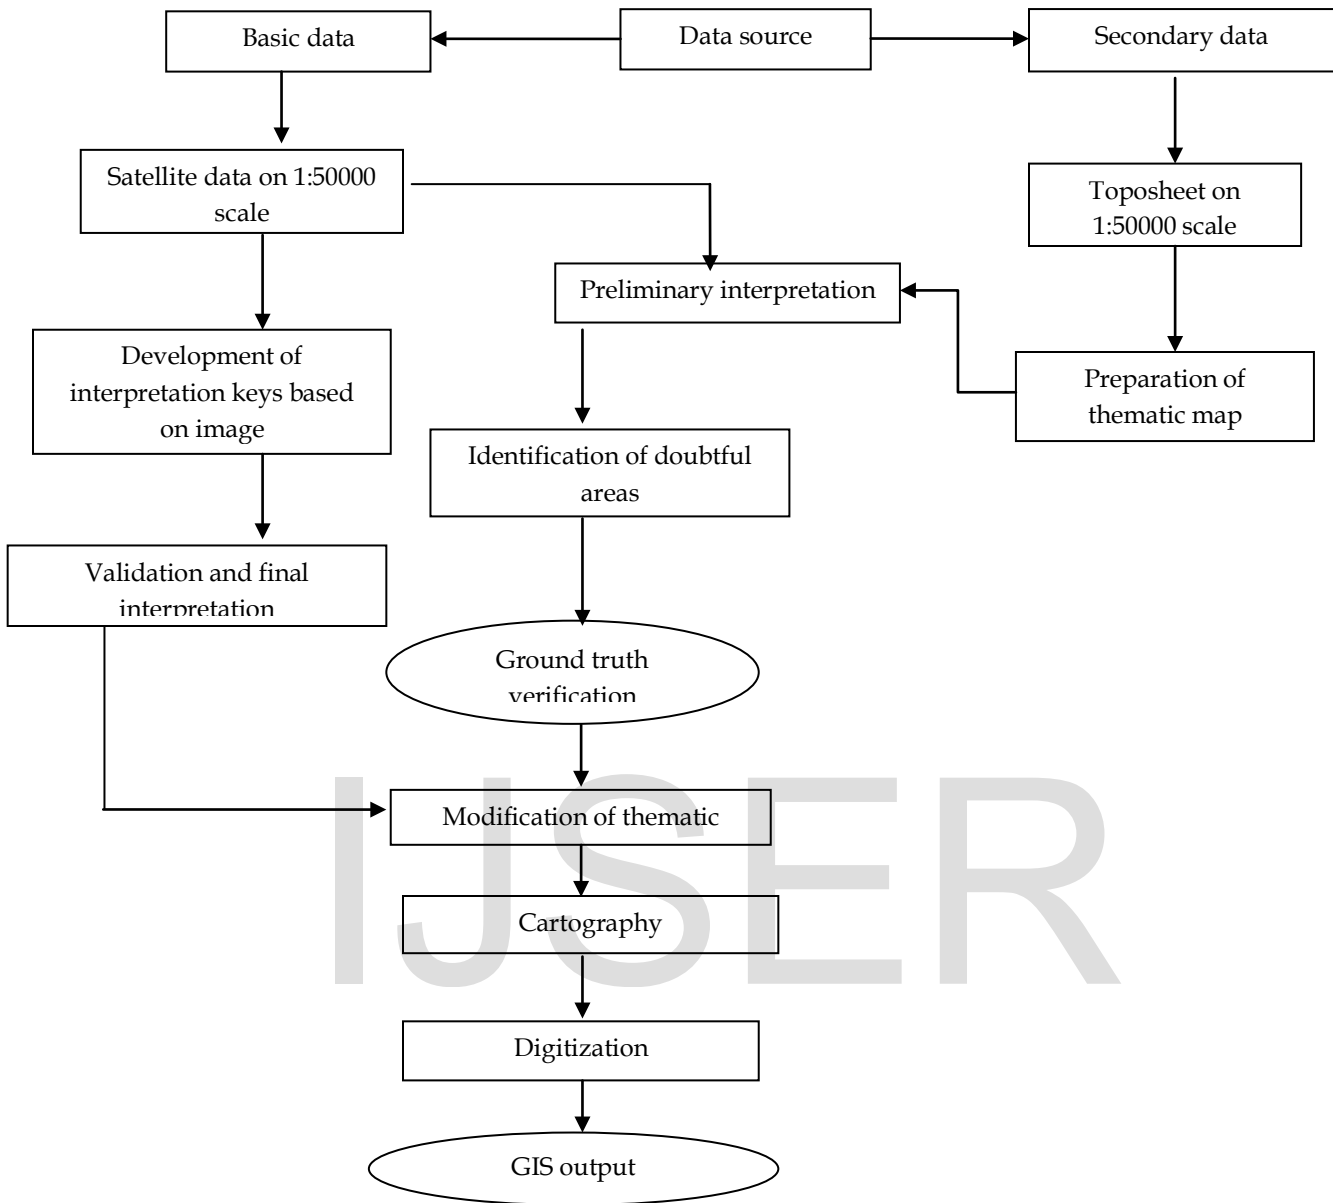 Basic data
Data source
Secondary data
Satellite data on 1:50000
scale
Toposheet on
1:50000 scale
Preliminary interpretation
Development of
interpretation keys based
on image
Preparation of
thematic map
Identification of doubtful
areas
Validation and final
interpretation
Ground truth
verification
Modification of thematic
Cartography
Digitization
GIS output
IJSER